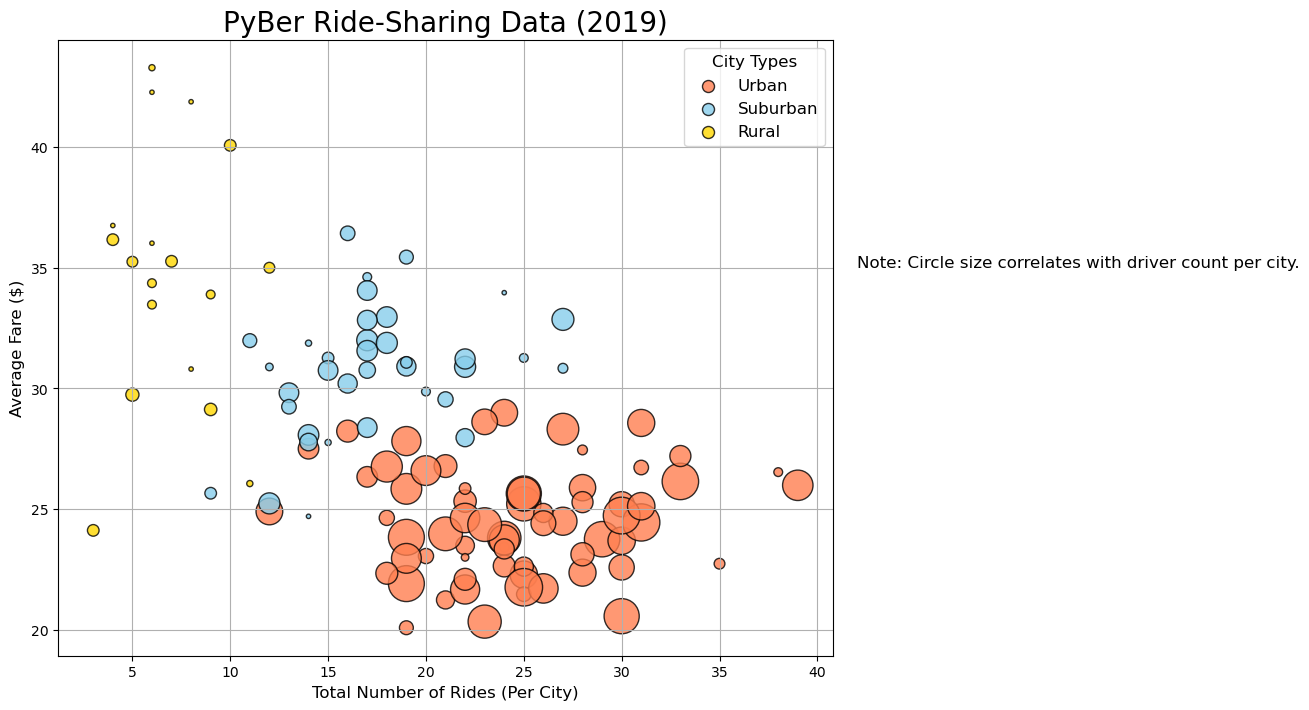 PyBer Ride-Sharing Data (2019)
City Types
Urban
Suburban
Rural
Note: Circle size correlates with driver count per city.
Average Fare ($)
40
35
30
25
20
5 10 15 20 25 30 35 40
Total Number of Rides (Per City)